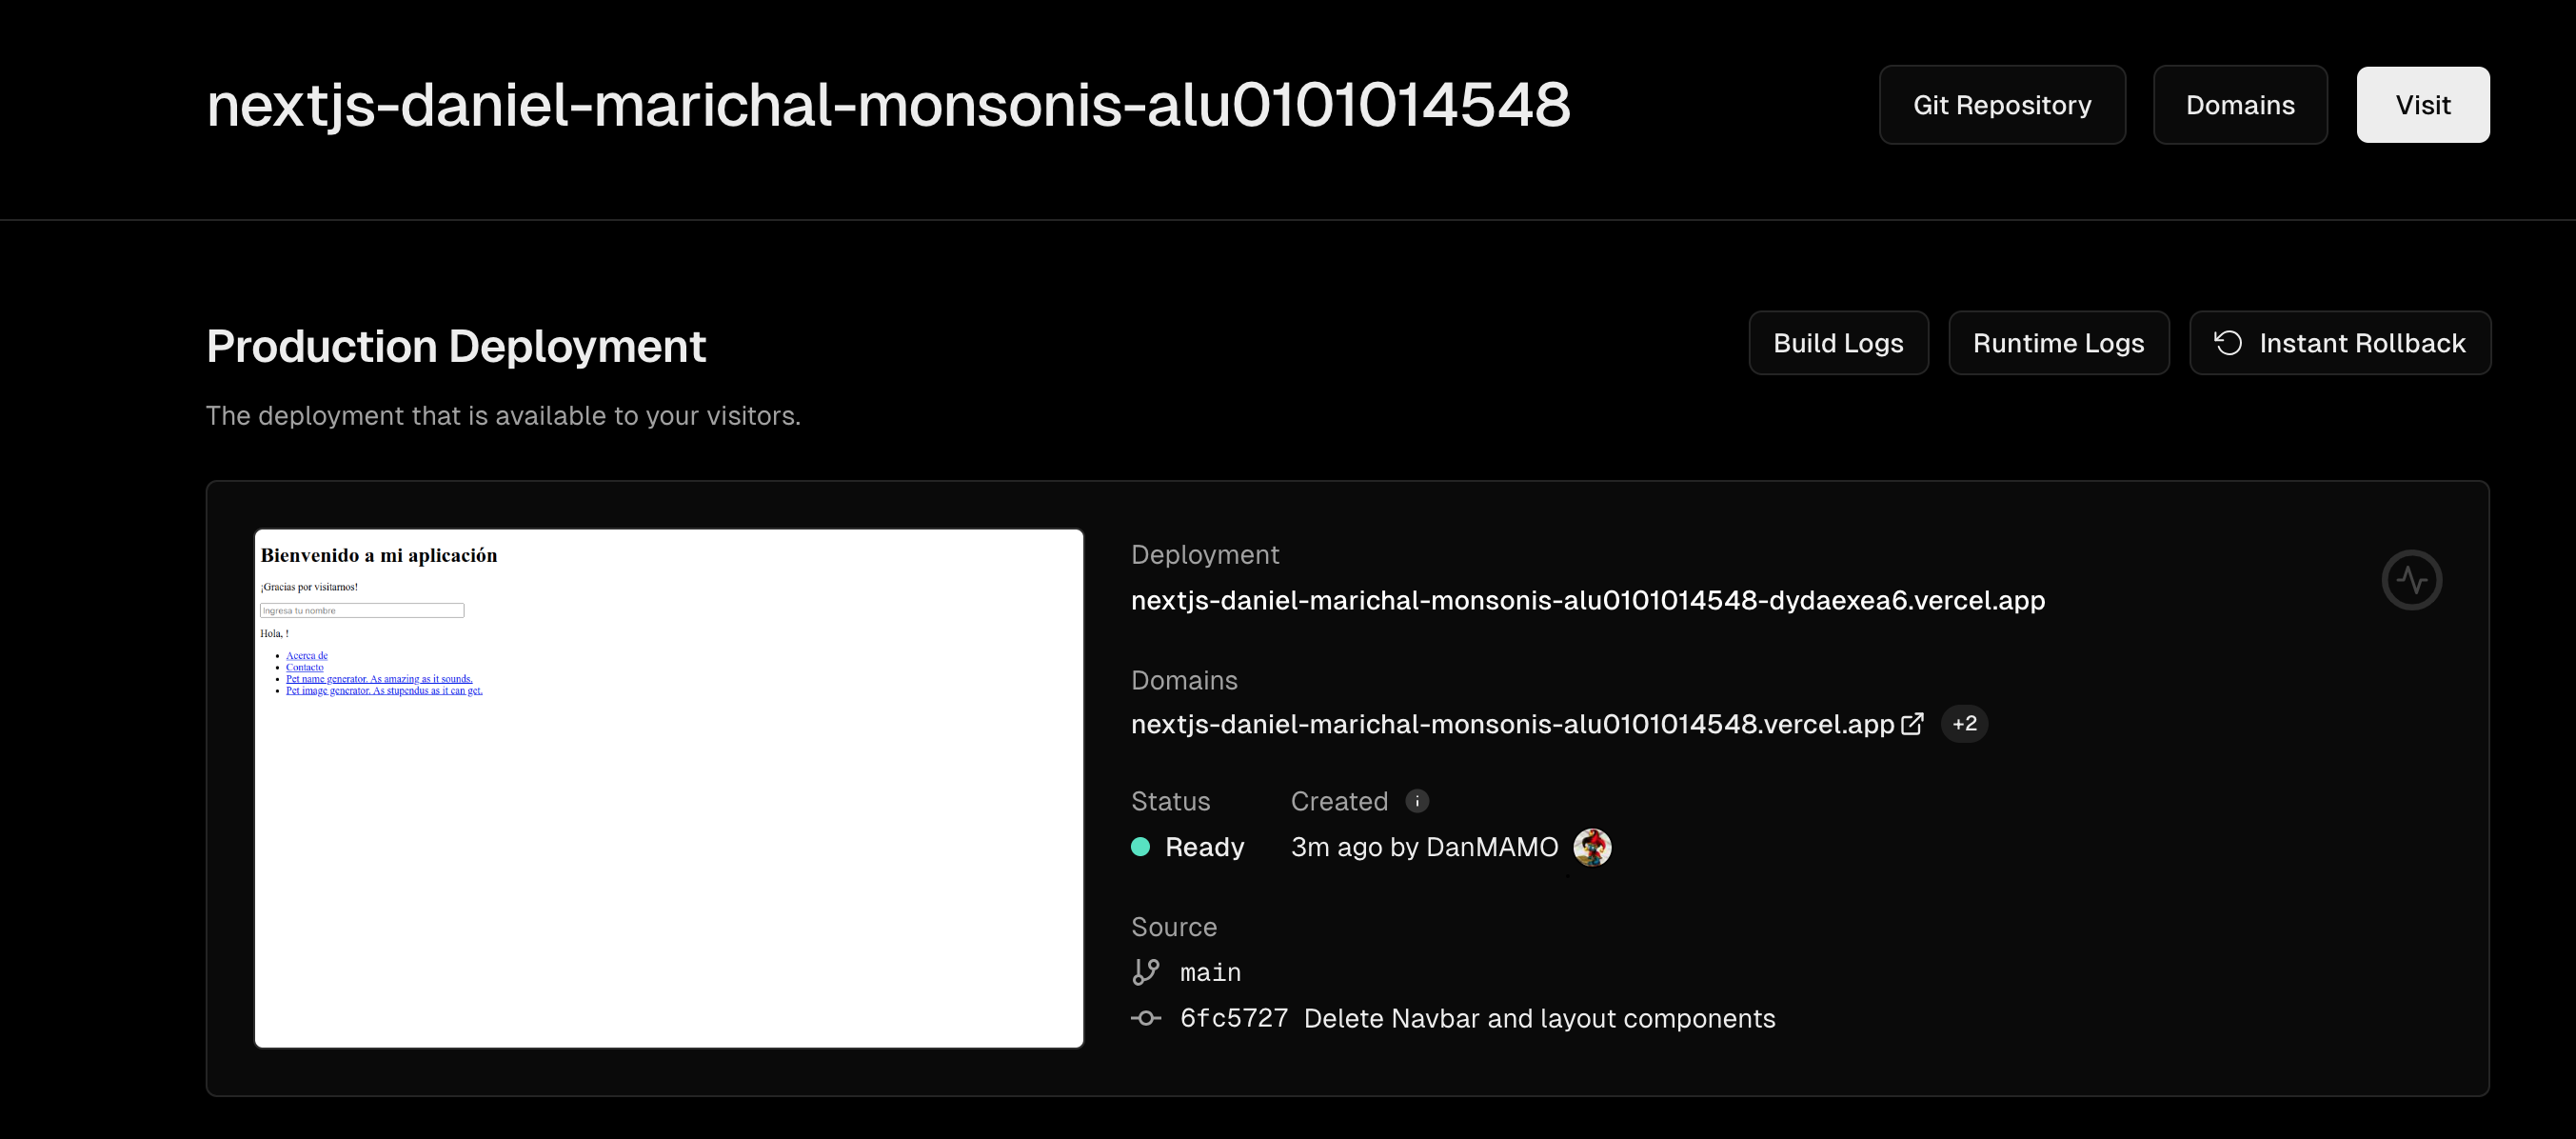 nextjs-daniel-marichal-monsonis-alu0101014548
Git Repository
Domains
Visit
Production Deployment
Build Logs
Runtime Logs
Instant Rollback
The deployment that is available to your visitors.
Bienvenido a mi aplicación
¡Gracias por visitarnos!
Ingresa tu nombre
Hola, !
Acerca de
Contacto
Pet name generator. As amazing as it sounds.
Pet image generator. As stupendus as it can get.
Deployment
nextjs-daniel-marichal-monsonis-alu0101014548-dydaexea6.vercel.app
Domains
nextjs-daniel-marichal-monsonis-alu0101014548.vercel.app +2
Status
Created
Ready
3m ago by DanMAMO
Source
main
6fc5727 Delete Navbar and layout components